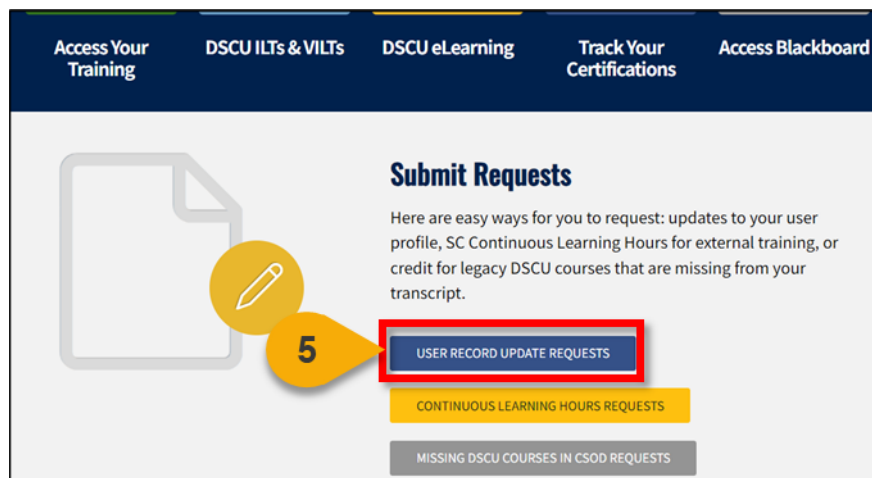 Access Your
Training
DSCU ILTs & VILTs
DSCU eLearning
Track Your
Certifications
Access Blackboard
Submit Requests
Here are easy ways for you to request: updates to your user
profile, SC Continuous Learning Hours for external training, or
credit for legacy DSCU courses that are missing from your
transcript.
5
USER RECORD UPDATE REQUESTS
CONTINUOUS LEARNING HOURS REQUESTS
MISSING DSCU COURSES IN CSOD REQUESTS